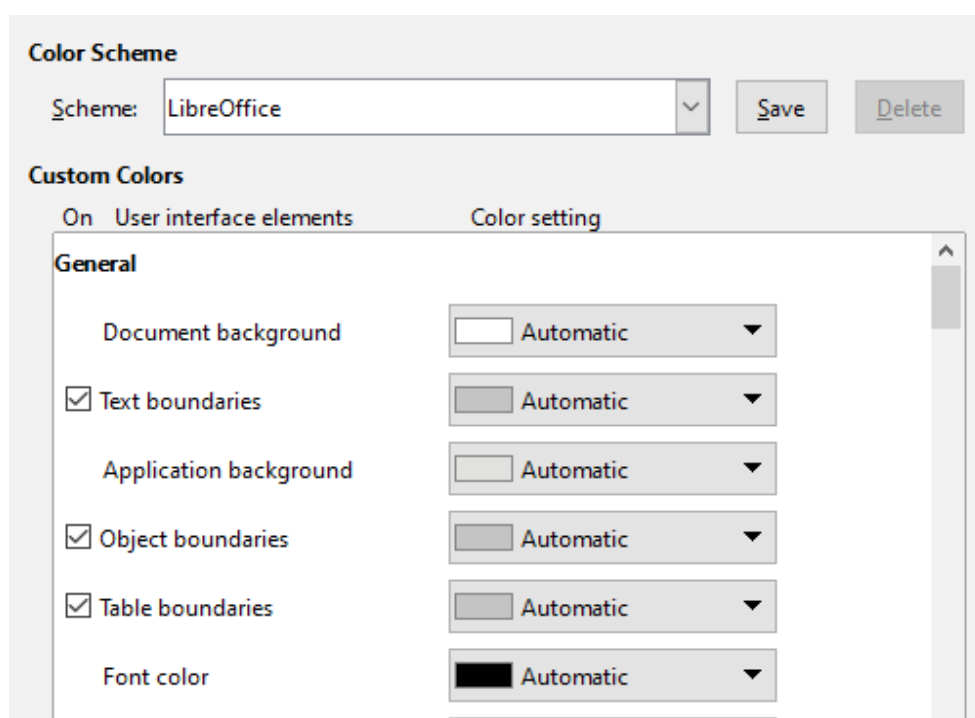 Color Scheme
Scheme: LibreOffice Save Delete
Custom Colors
On User interface elements Color setting
General
Document background Automatic
Text boundaries Automatic
Application background Automatic
Object boundaries Automatic
Table boundaries Automatic
Font color Automatic